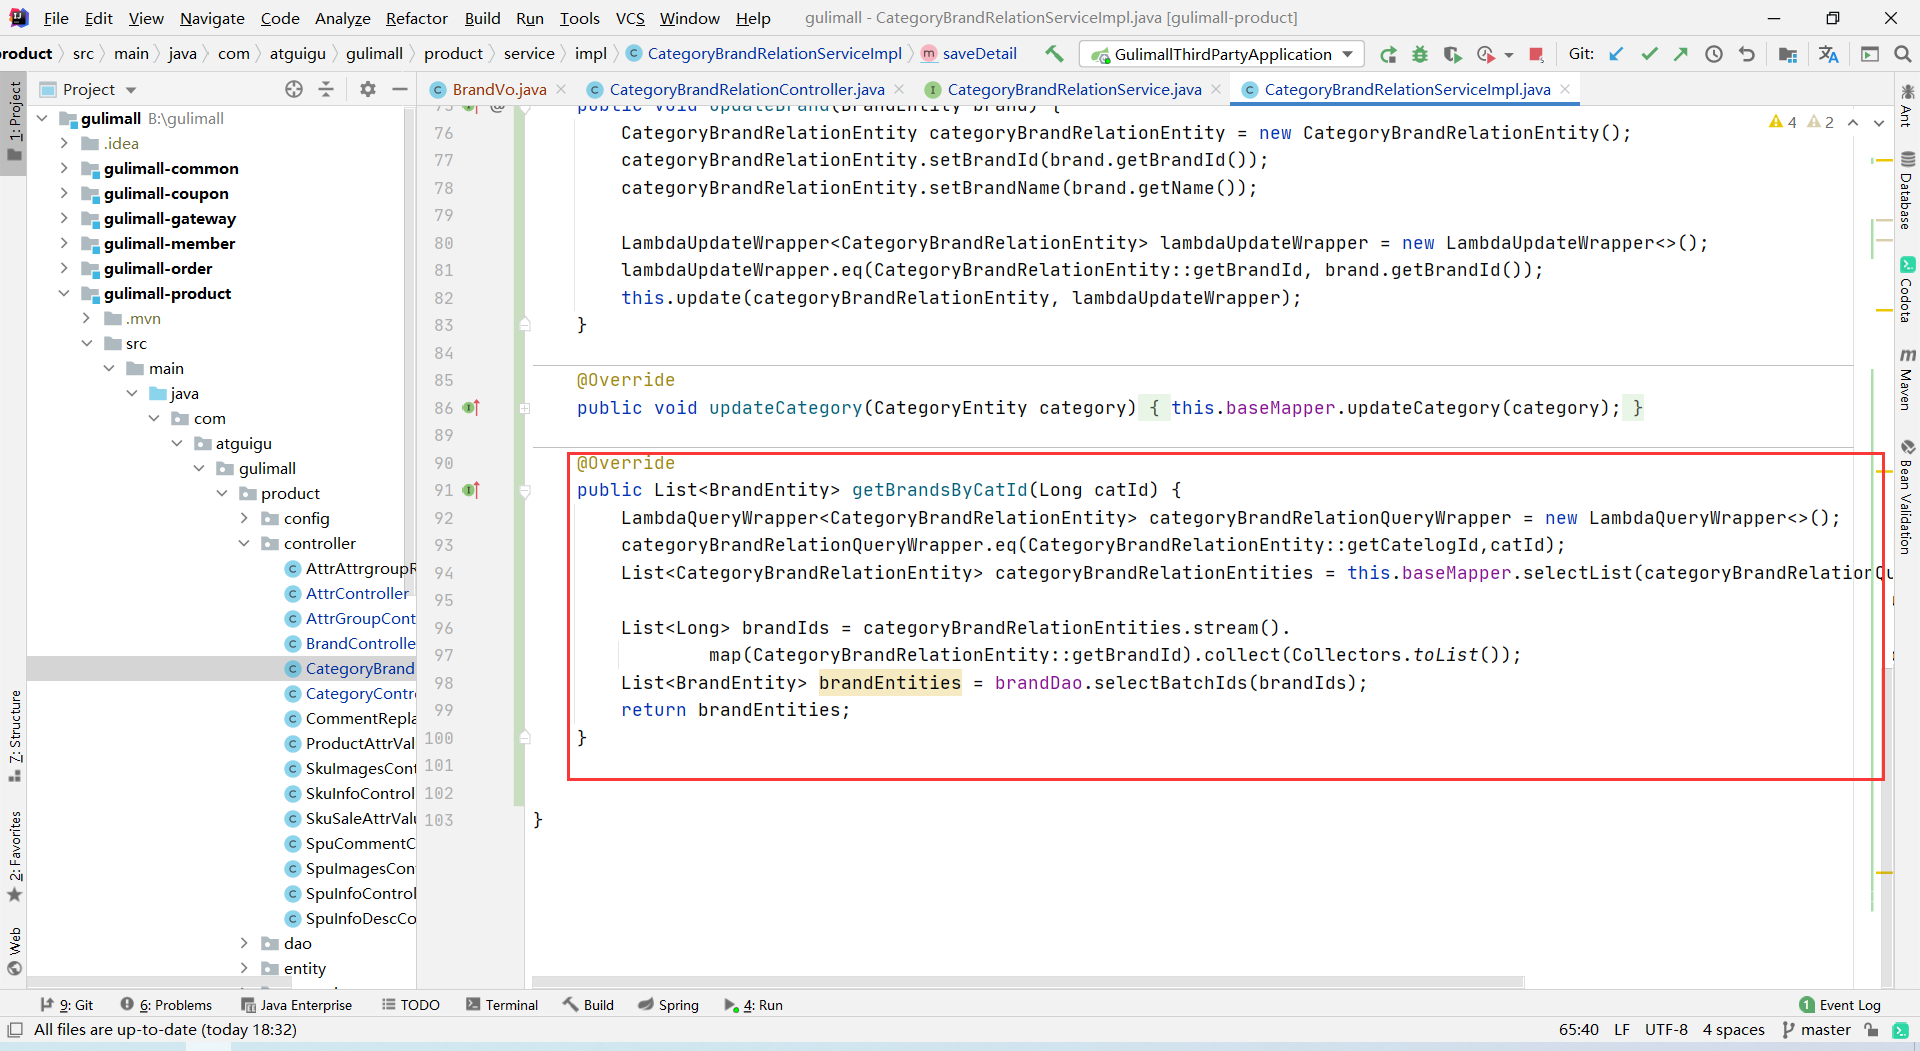 File Edit View Navigate Code Analyze Refactor Build Run Tools VCS Window Help gulimall - CategoryBrandRelationServiceImpl.java [gulimall-product]
roduct src main java com atguigu gulimall product service impl CategoryBrandRelationServiceImpl saveDetail GulimallThirdPartyApplication Git:
Project
BrandVo.java CategoryBrandRelationController.java CategoryBrandRelationService.java CategoryBrandRelationServiceImpl.java
1: Project
7: Structure
2: Favorites
Web
gulimall B:\gulimall
.idea
gulimall-common
gulimall-coupon
gulimall-gateway
gulimall-member
gulimall-order
gulimall-product
.mvn
src
main
java
com
atguigu
gulimall
product
config
controller
AttrAttrgroupR
AttrController
AttrGroupCont
BrandControlle
CategoryBrand
CategoryContr
CommentRepla
ProductAttrVal
SkuImagesCont
SkuInfoControl
SkuSaleAttrValu
SpuCommentC
SpuImagesCon
SpuInfoControl
SpuInfoDescCo
dao
entity
75 public void updateBrand(BrandEntity brand) {
76 CategoryBrandRelationEntity categoryBrandRelationEntity = new CategoryBrandRelationEntity();
77 categoryBrandRelationEntity.setBrandId(brand.getBrandId());
78 categoryBrandRelationEntity.setBrandName(brand.getName());
79
80 LambdaUpdateWrapper<CategoryBrandRelationEntity> lambdaUpdateWrapper = new LambdaUpdateWrapper<>();
81 lambdaUpdateWrapper.eq(CategoryBrandRelationEntity::getBrandId, brand.getBrandId());
82 this.update(categoryBrandRelationEntity, lambdaUpdateWrapper);
83 }
84
85 @Override
86 public void updateCategory(CategoryEntity category) { this.baseMapper.updateCategory(category); }
89
90 @Override
91 public List<BrandEntity> getBrandsByCatId(Long catId) {
92 LambdaQueryWrapper<CategoryBrandRelationEntity> categoryBrandRelationQueryWrapper = new LambdaQueryWrapper<>();
93 categoryBrandRelationQueryWrapper.eq(CategoryBrandRelationEntity::getCatelogId,catId);
94 List<CategoryBrandRelationEntity> categoryBrandRelationEntities = this.baseMapper.selectList(categoryBrandRelationQu
95
96 List<Long> brandIds = categoryBrandRelationEntities.stream().
97 map(CategoryBrandRelationEntity::getBrandId).collect(Collectors.toList());
98 List<BrandEntity> brandEntities = brandDao.selectBatchIds(brandIds);
99 return brandEntities;
100 }
101
102
103 }
4 2
Ant
Database
Codota
Maven
Bean Validation
9: Git 6: Problems Java Enterprise TODO Terminal Build Spring 4: Run 1 Event Log
All files are up-to-date (today 18:32) 65:40 LF UTF-8 4 spaces master